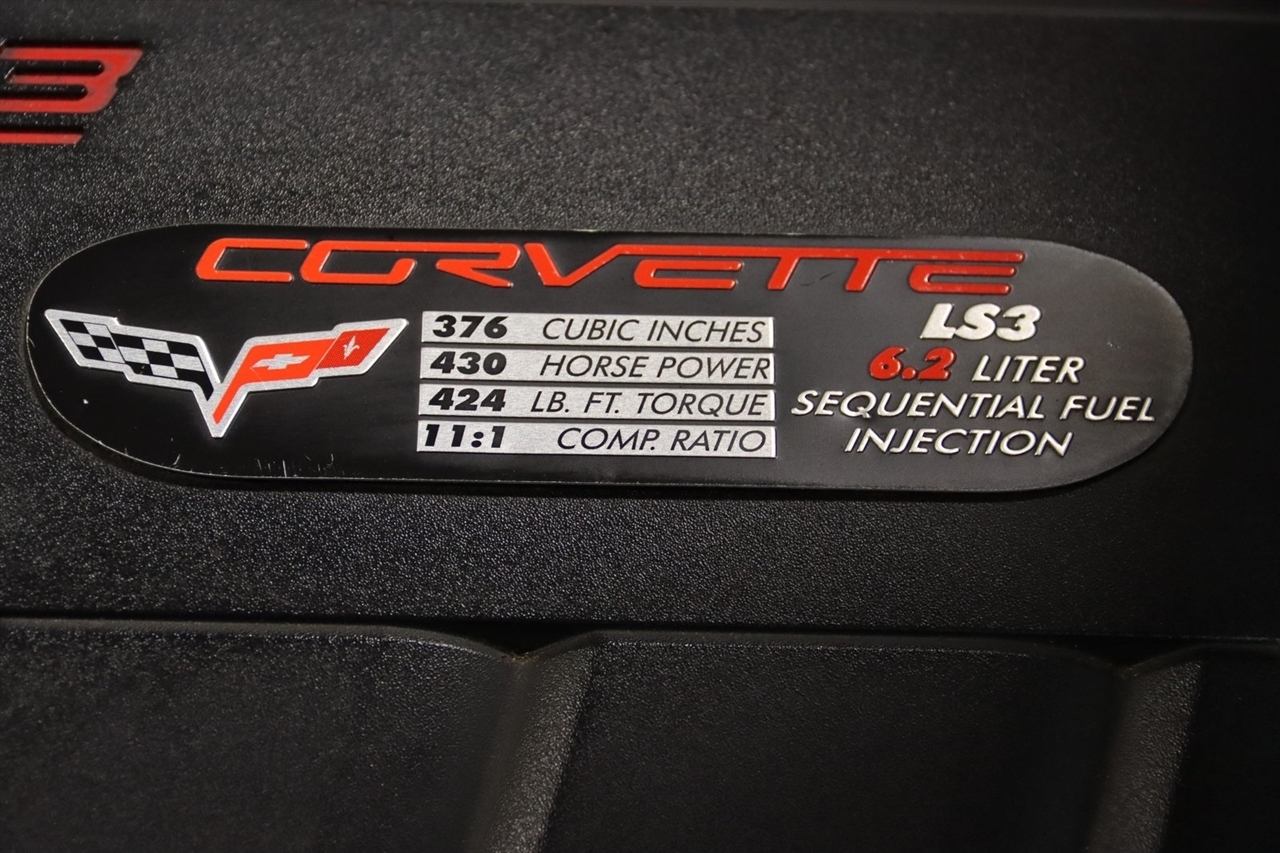 3
CORVETTE
376 CUBIC INCHES
430 HORSE POWER
424 LB. FT. TORQUE
11:1 COMP. RATIO
LS3
6.2 LITER
SEQUENTIAL FUEL
INJECTION